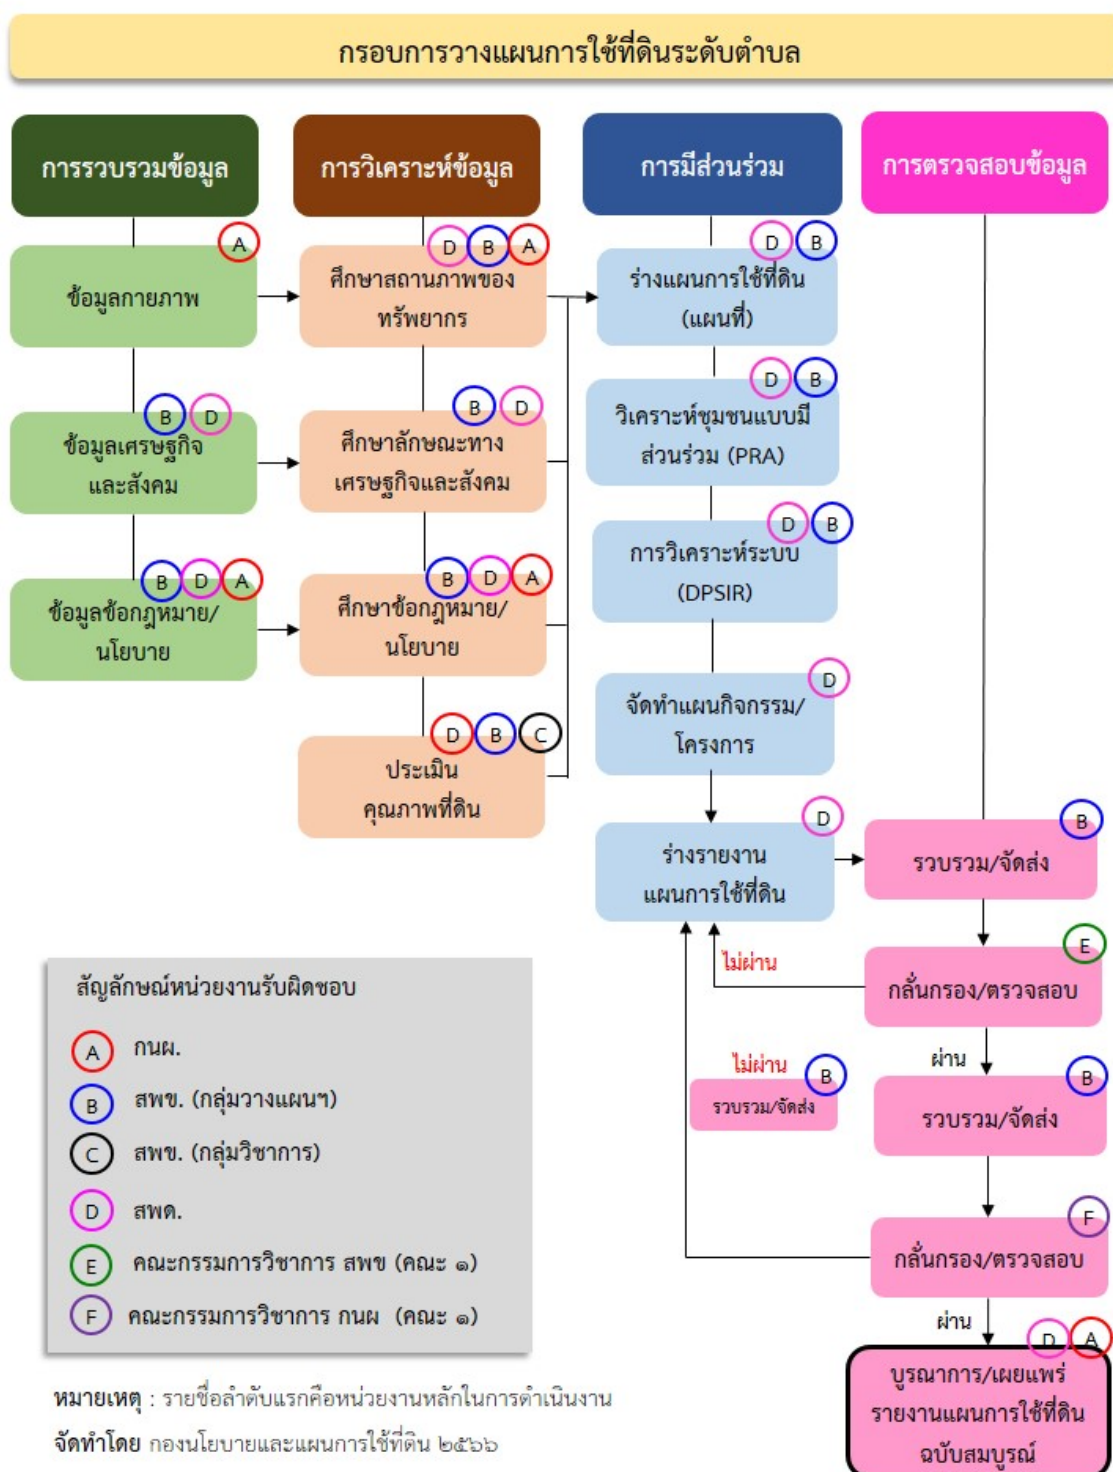 กรอบการวางแผนการใช้ที่ดินระดับตำบล
การรวบรวมข้อมูล
การวิเคราะห์ข้อมูล
การมีส่วนร่วม
การตรวจสอบข้อมูล
A
ข้อมูลกายภาพ
B D
ข้อมูลเศรษฐกิจ
และสังคม
B D A
ข้อมูลข้อกฎหมาย/
นโยบาย
D B A
ศึกษาสถานภาพของ
ทรัพยากร
B D
ศึกษาลักษณะทาง
เศรษฐกิจและสังคม
B D A
ศึกษาข้อกฎหมาย/
นโยบาย
D B C
ประเมิน
คุณภาพที่ดิน
D B
ร่างแผนการใช้ที่ดิน
(แผนที่)
D B
วิเคราะห์ชุมชนแบบมี
ส่วนร่วม (PRA)
D B
การวิเคราะห์ระบบ
(DPSIR)
D
จัดทำแผนกิจกรรม/
โครงการ
D
ร่างรายงาน
แผนการใช้ที่ดิน
B
รวบรวม/จัดส่ง
E
กลั่นกรอง/ตรวจสอบ
ไม่ผ่าน
ผ่าน
B
รวบรวม/จัดส่ง
ไม่ผ่าน
B
รวบรวม/จัดส่ง
F
กลั่นกรอง/ตรวจสอบ
ผ่าน
D A
บูรณาการ/เผยแพร่
รายงานแผนการใช้ที่ดิน
ฉบับสมบูรณ์
สัญลักษณ์หน่วยงานรับผิดชอบ
A กนผ.
B สพข. (กลุ่มวางแผนฯ)
C สพข. (กลุ่มวิชาการ)
D สพด.
E คณะกรรมการวิชาการ สพข (คณะ ๑)
F คณะกรรมการวิชาการ กนผ (คณะ ๑)
หมายเหตุ : รายชื่อลำดับแรกคือหน่วยงานหลักในการดำเนินงาน
จัดทำโดย กองนโยบายและแผนการใช้ที่ดิน ๒๕๖๖